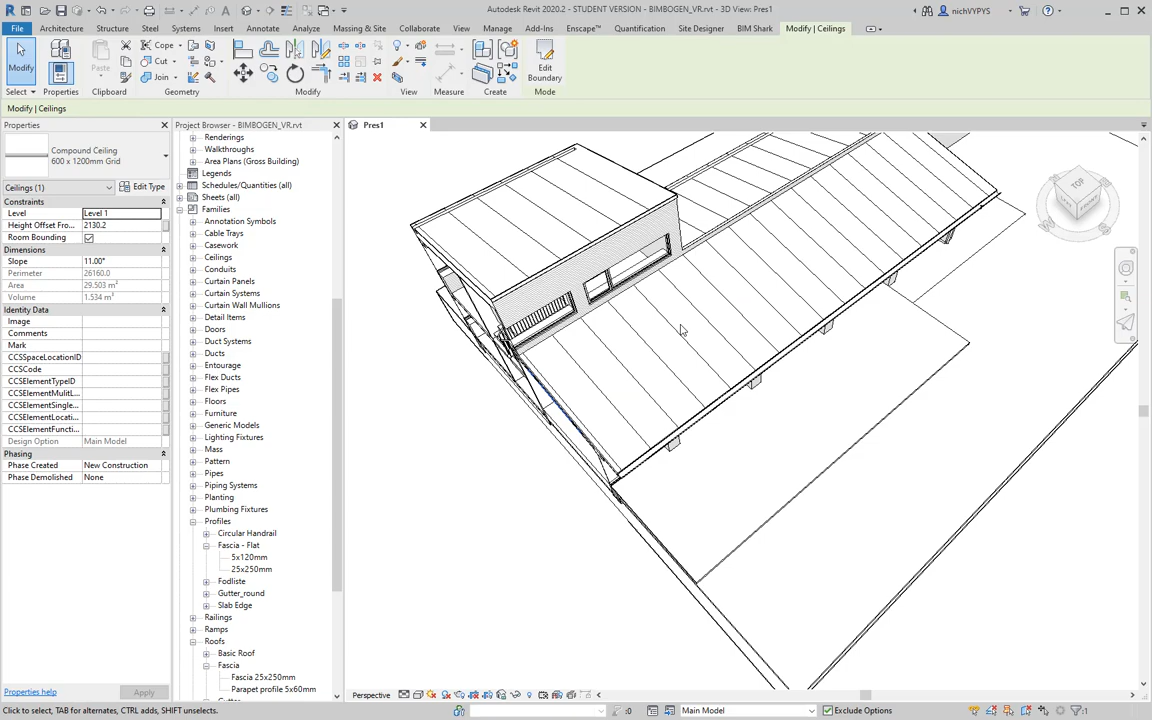 Autodesk Revit 2020.2 - STUDENT VERSION - BIMBOGEN_VR.rvt - 3D View: Pres1
nichVYPYS
File Architecture Structure Steel Systems Insert Annotate Analyze Massing & Site Collaborate View Manage Add-Ins Escape™ Quantification Site Designer BIM Shark Modify | Ceilings
Modify
Properties
Paste
Cope
Cut
Join
Edit
Boundary
Select Properties Clipboard Geometry Modify View Measure Create Mode
Modify | Ceilings
Properties
Compound Ceiling
600 x 1200mm Grid
Ceilings (1)
Edit Type
Constraints
Level Level 1
Height Offset Fro... 2130.2
Room Bounding
Dimensions
Slope 11.00°
Perimeter 26160.0
Area 29.503 m²
Volume 1.534 m³
Identity Data
Image
Comments
Mark
CCSSpaceLocationID
CCSCode
CCSElementTypeID
CCSElementMulitL...
CCSElementSingle...
CCSElementLocati...
CCSElementFuncti...
Design Option Main Model
Phasing
Phase Created New Construction
Phase Demolished None
Properties help
Apply
Project Browser - BIMBOGEN_VR.rvt
Renderings
Walkthroughs
Area Plans (Gross Building)
Legends
Schedules/Quantities (all)
Sheets (all)
Families
Annotation Symbols
Cable Trays
Casework
Ceilings
Conduits
Curtain Panels
Curtain Systems
Curtain Wall Mullions
Detail Items
Doors
Duct Systems
Ducts
Entourage
Flex Ducts
Flex Pipes
Floors
Furniture
Generic Models
Lighting Fixtures
Mass
Pattern
Pipes
Piping Systems
Planting
Plumbing Fixtures
Profiles
Circular Handrail
Fascia - Flat
5x120mm
25x250mm
Fodliste
Gutter_round
Slab Edge
Railings
Ramps
Roofs
Basic Roof
Fascia
Fascia 25x250mm
Parapet profile 5x60mm
Pres1
TOP
LEFT
FRONT
Perspective
Click to select, TAB for alternates, CTRL adds, SHIFT unselects.
:0
Main Model
Exclude Options
:1